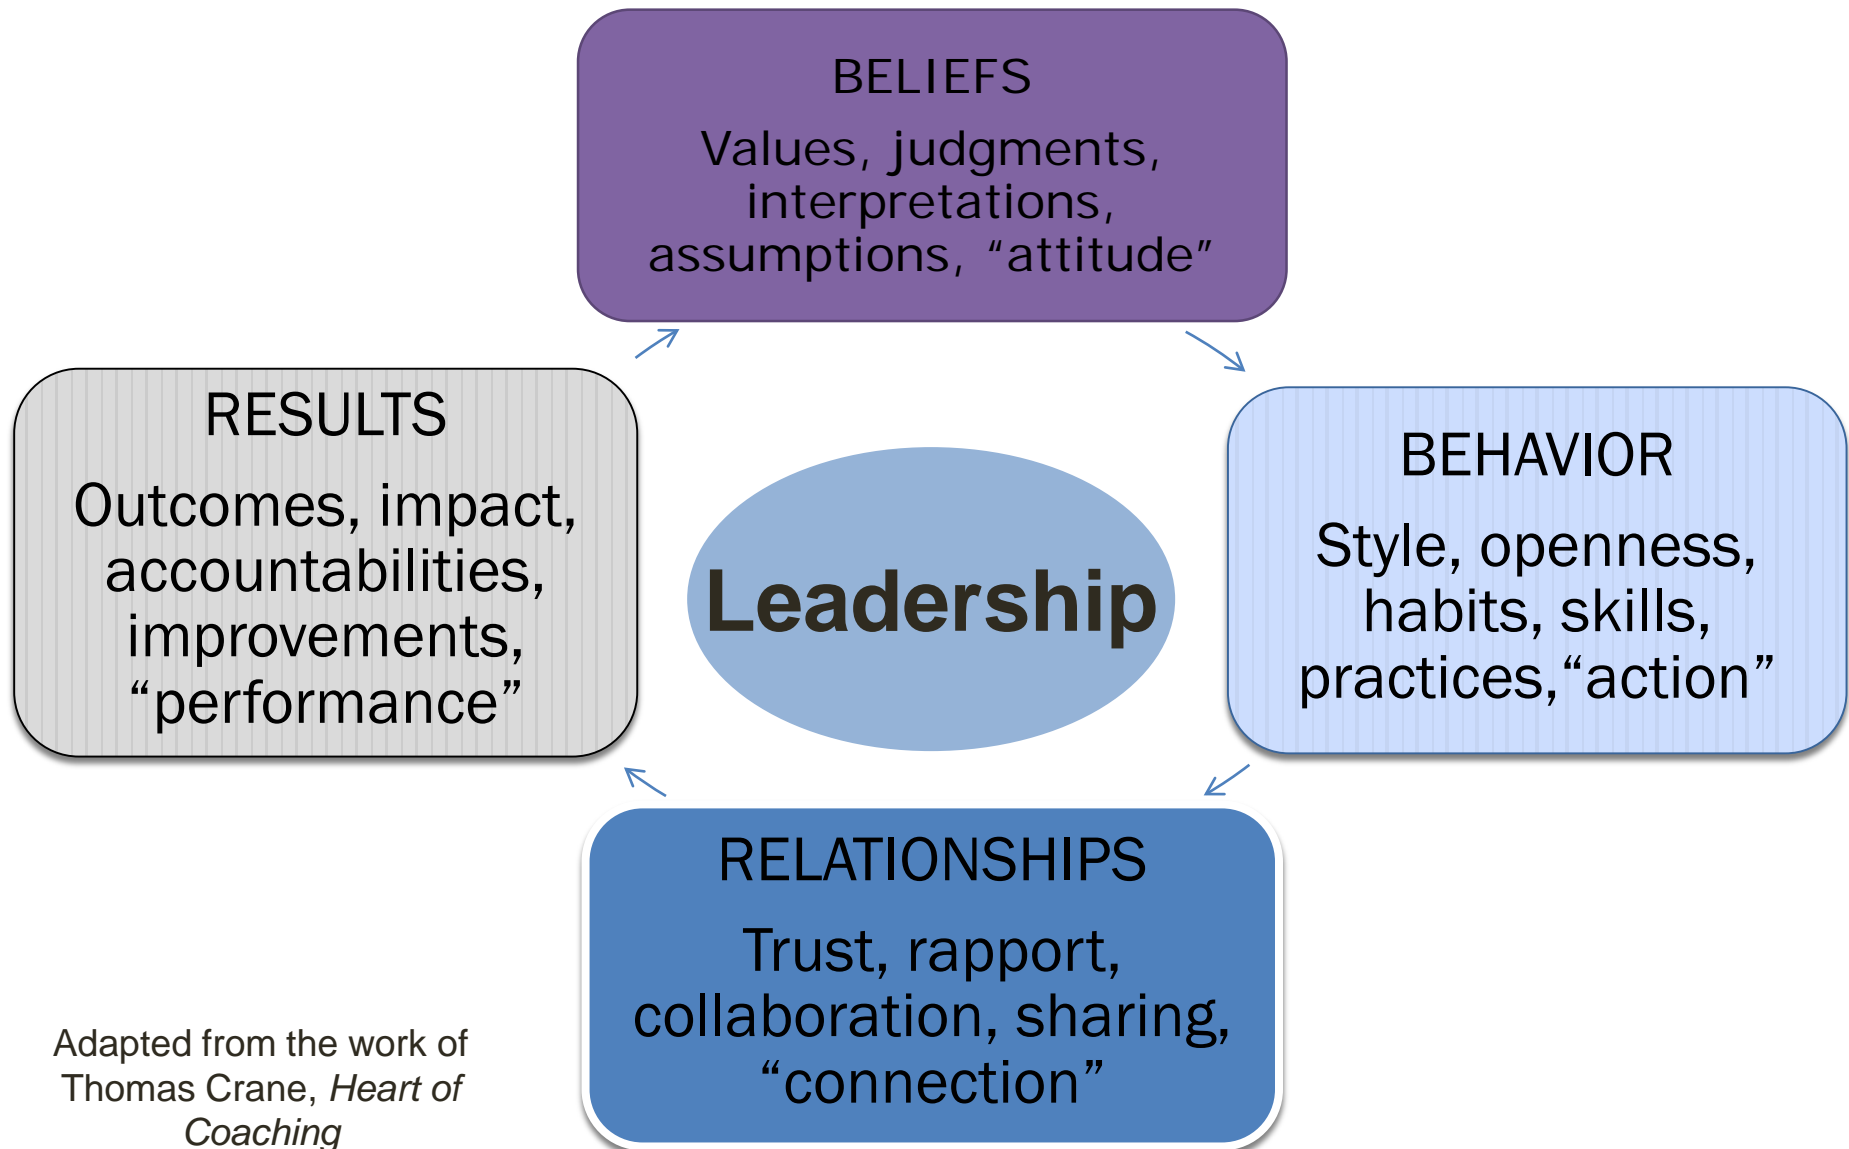 BELIEFS
Values, judgments,
interpretations,
assumptions, “attitude”
RESULTS
Outcomes, impact,
accountabilities,
improvements,
“performance”
Leadership
BEHAVIOR
Style, openness,
habits, skills,
practices,“action”
RELATIONSHIPS
Trust, rapport,
collaboration, sharing,
“connection”
Adapted from the work of
Thomas Crane, Heart of
Coaching